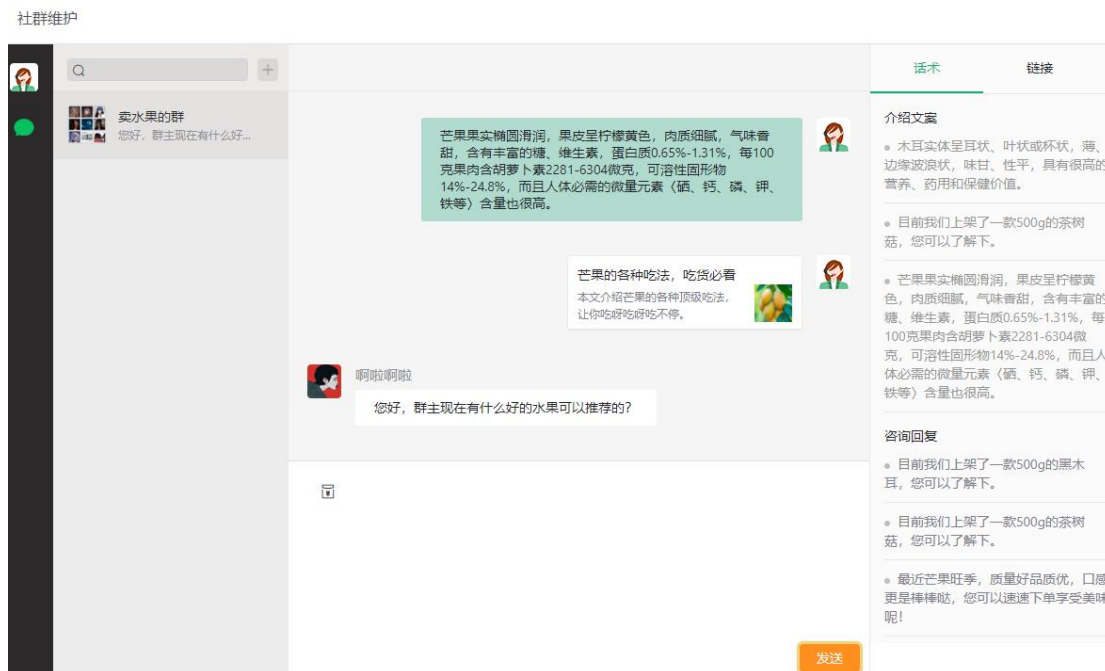 社群维护
卖水果的群
您好，群主现在有什么好...
芒果果实椭圆滑润，果皮呈柠檬黄色，肉质细腻，气味香
甜，含有丰富的糖、维生素，蛋白质0.65%-1.31%，每100
克果肉含胡萝卜素2281-6304微克，可溶性固形物
14%-24.8%，而且人体必需的微量元素（硒、钙、磷、钾、
铁等）含量也很高。
芒果的各种吃法，吃货必看
本文介绍芒果的各种顶级吃法，
让你吃呀吃呀吃不停。
啊啦啊啦
您好，群主现在有什么好的水果可以推荐的？
发送
话术
链接
介绍文案
木耳实体呈耳状、叶状或杯状，薄、
边缘波浪状，味甘、性平，具有很高的
营养、药用和保健价值。
目前我们上架了一款500g的茶树
菇，您可以了解下。
芒果果实椭圆滑润，果皮呈柠檬黄
色，肉质细腻，气味香甜，含有丰富的
糖、维生素，蛋白质0.65%-1.31%，每
100克果肉含胡萝卜素2281-6304微
克，可溶性固形物14%-24.8%，而且人
体必需的微量元素（硒、钙、磷、钾、
铁等）含量也很高。
咨询回复
目前我们上架了一款500g的黑木
耳，您可以了解下。
目前我们上架了一款500g的茶树
菇，您可以了解下。
最近芒果旺季，质量好品质优，口感
更是棒棒哒，您可以速速下单享受美味
呢！